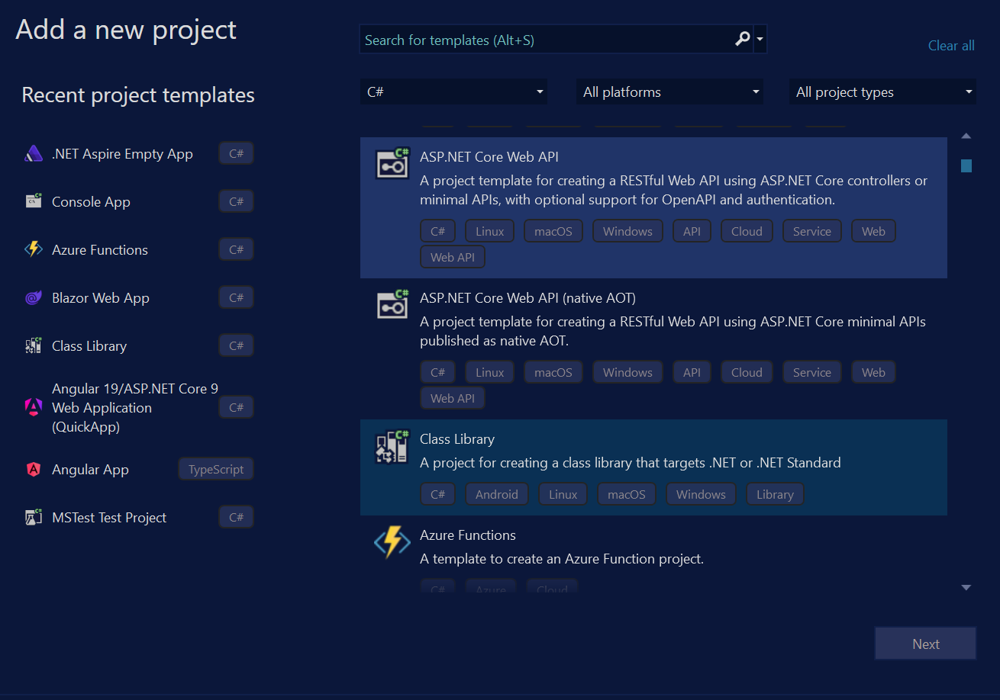 Add a new project
Search for templates (Alt+S)
Clear all
Recent project templates
C#
All platforms
All project types
.NET Aspire Empty App C#
Console App C#
Azure Functions C#
Blazor Web App C#
Class Library C#
Angular 19/ASP.NET Core 9
Web Application
(QuickApp)
C#
Angular App TypeScript
MSTest Test Project C#
ASP.NET Core Web API
A project template for creating a RESTful Web API using ASP.NET Core controllers or
minimal APIs, with optional support for OpenAPI and authentication.
C# Linux macOS Windows API Cloud Service Web
Web API
ASP.NET Core Web API (native AOT)
A project template for creating a RESTful Web API using ASP.NET Core minimal APIs
published as native AOT.
C# Linux macOS Windows API Cloud Service Web
Web API
Class Library
A project for creating a class library that targets .NET or .NET Standard
C# Android Linux macOS Windows Library
Azure Functions
A template to create an Azure Function project.
C# Azure Cloud
Next